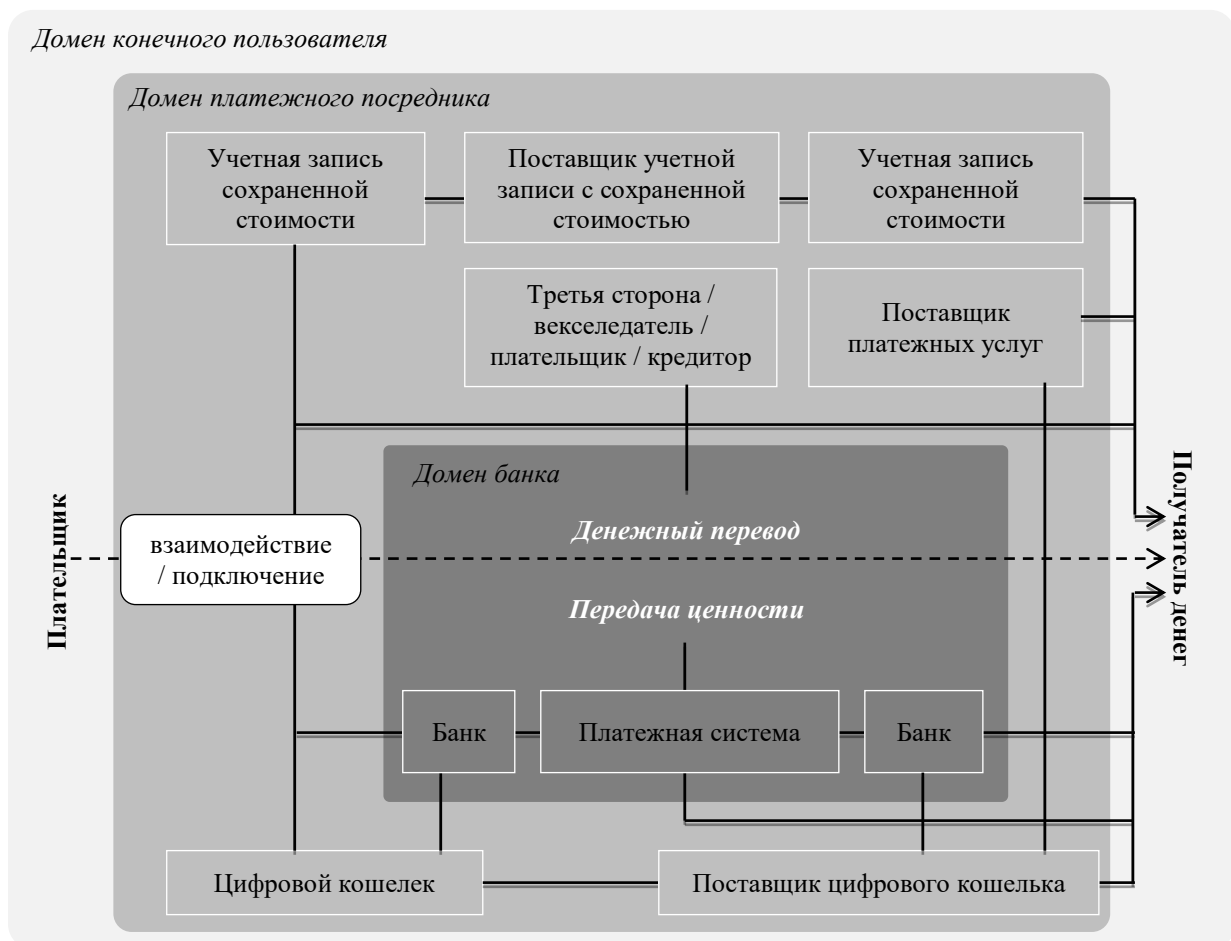 Домен конечного пользователя
Домен платежного посредника
Учетная запись
сохраненной
стоимости
Поставщик учетной
записи с сохраненной
стоимостью
Учетная запись
сохраненной
стоимости
Третья сторона /
векселедатель /
плательщик / кредитор
Поставщик
платежных услуг
Домен банка
Плательщик
взаимодействие
/ подключение
Денежный перевод
Передача ценности
Получатель денег
Банк
Платежная система
Банк
Цифровой кошелек
Поставщик цифрового кошелька